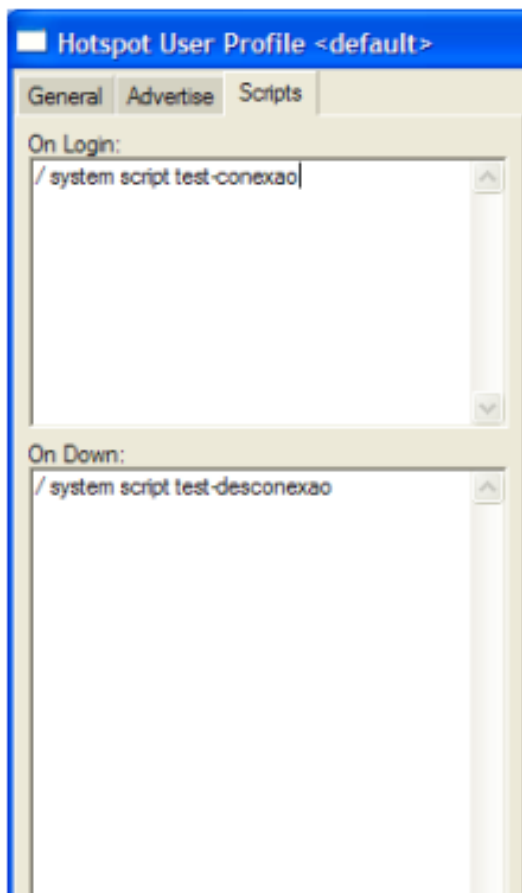 Hotspot User Profile <default>
General Advertise Scripts
On Login:
/ system script test-conexao
On Down:
/ system script test-desconexao